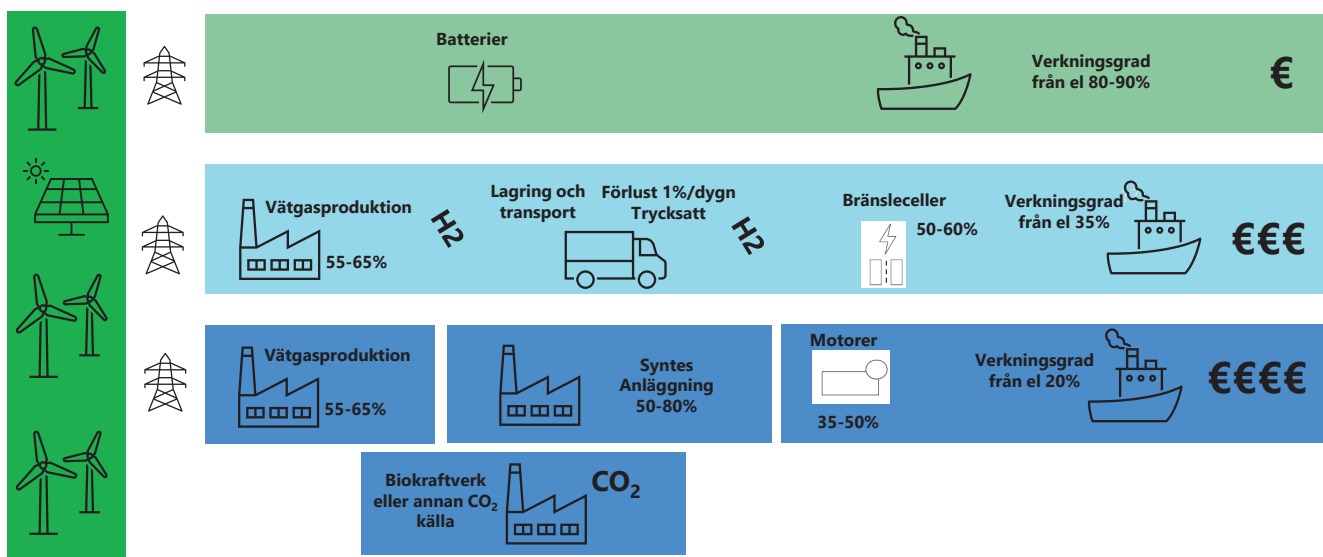 Batterier
Verkningsgrad
från el 80-90%
€
Vätgasproduktion
55-65%
H2
Lagring och
transport
Förlust 1%/dygn
Trycksatt
H2
Bränsleceller
50-60%
Verkningsgrad
från el 35%
€€€
Vätgasproduktion
55-65%
Syntes
Anläggning
50-80%
Motorer
35-50%
Verkningsgrad
från el 20%
€€€€
Biokraftverk
eller annan CO₂
källa
CO₂